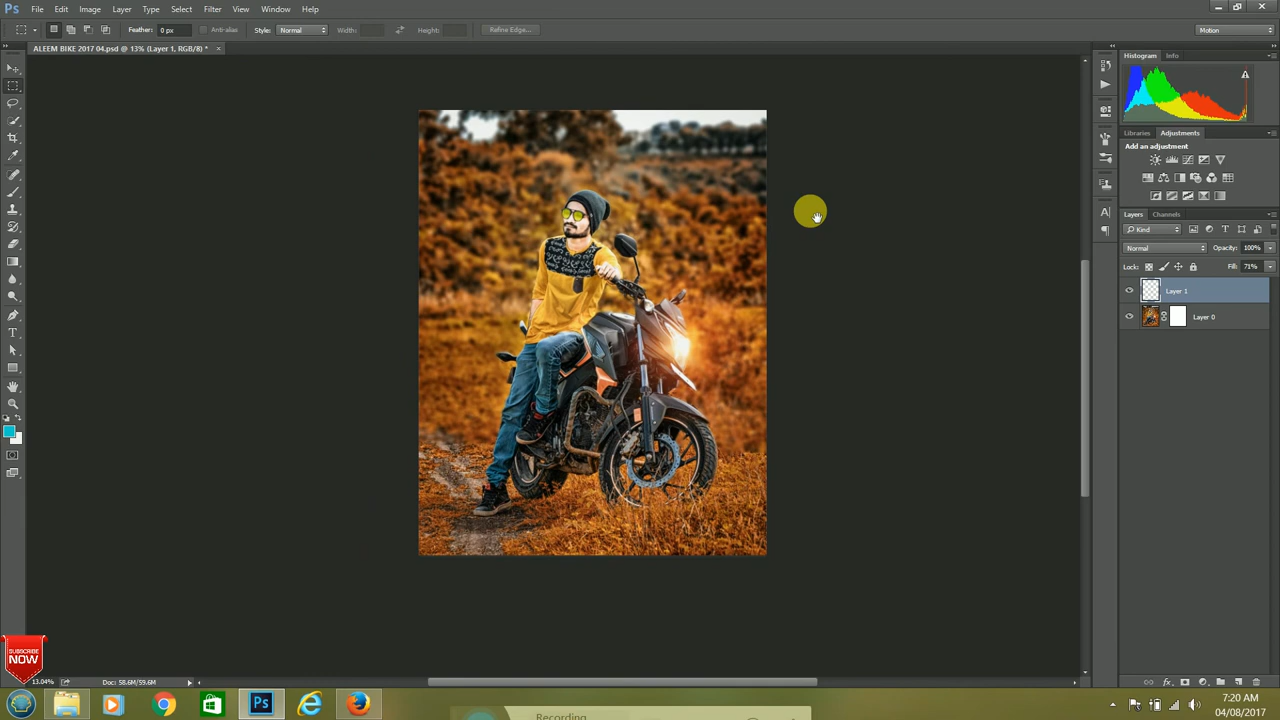 Ps File Edit Image Layer Type Select Filter View Window Help
Feather: 0 px Anti-alias Style: Normal Width: Height: Refine Edge... Motion
ALEEM BIKE 2017 04.psd @ 13% (Layer 1, RGB/8) * ×
Histogram Info
Libraries Adjustments
Add an adjustment
Layers Channels
Kind
Normal Opacity: 100%
Lock: Fill: 71%
Layer 1
Layer 0
SUBSCRIBE
NOW
13.04% Doc: 58.6M/59.6M
Ps
Recording
7:20 AM
04/08/2017